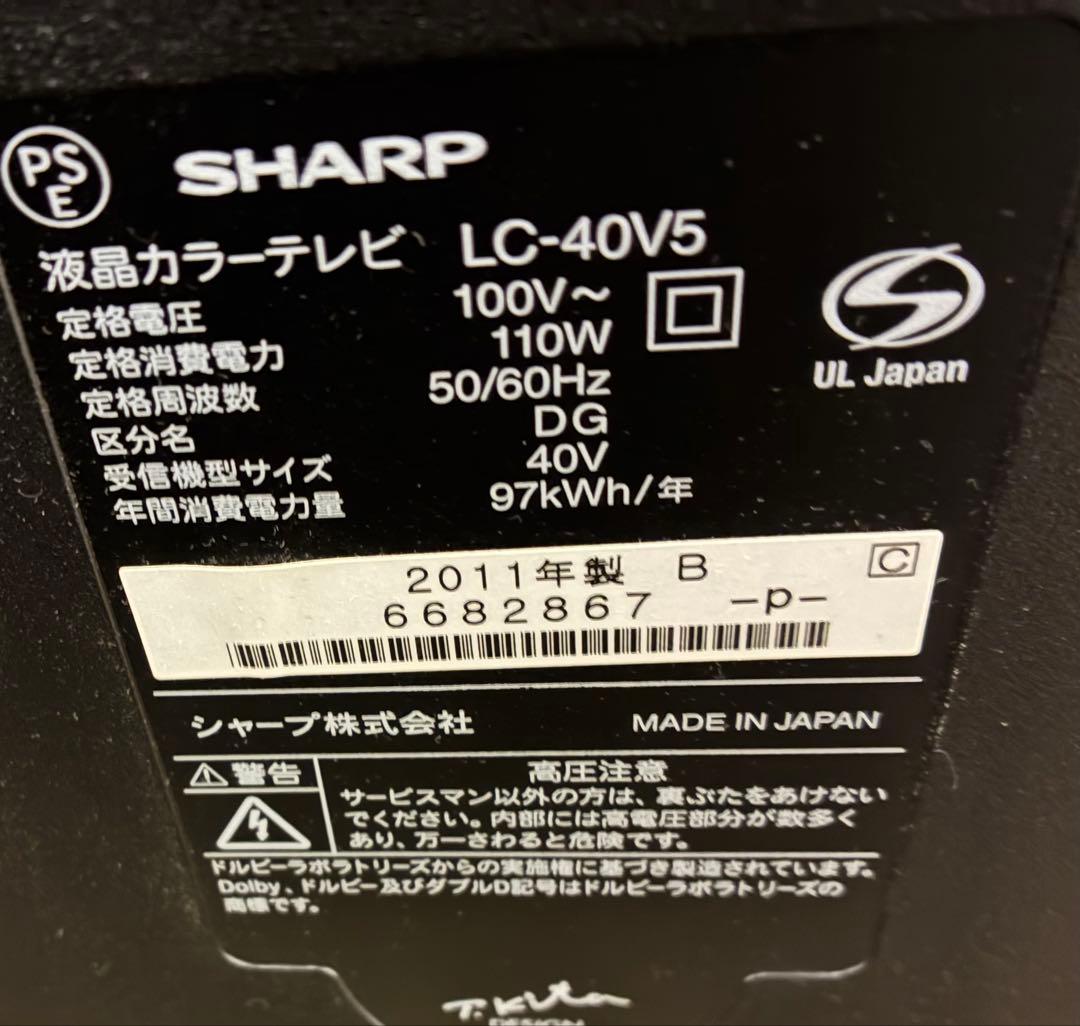 PSE
SHARP
液晶カラーテレビ LC-40V5
定格電圧 100V～
定格消費電力 110W
定格周波数 50/60Hz
区分名 DG
受信機型サイズ 40V
年間消費電力量 97kWh/年
UL Japan
2011年製 B C
6682867 -p-
シャープ株式会社 MADE IN JAPAN
⚠警告 高圧注意
サービスマン以外の方は、裏ぶたをあけない
でください。内部には高電圧部分が数多く
あり、万一さわると危険です。
ドルビーラボラトリーズからの実施権に基づき製造されています。
Dolby、ドルビー及びダブルD記号はドルビーラボラトリーズの
商標です。
T. Kita
DESIGN